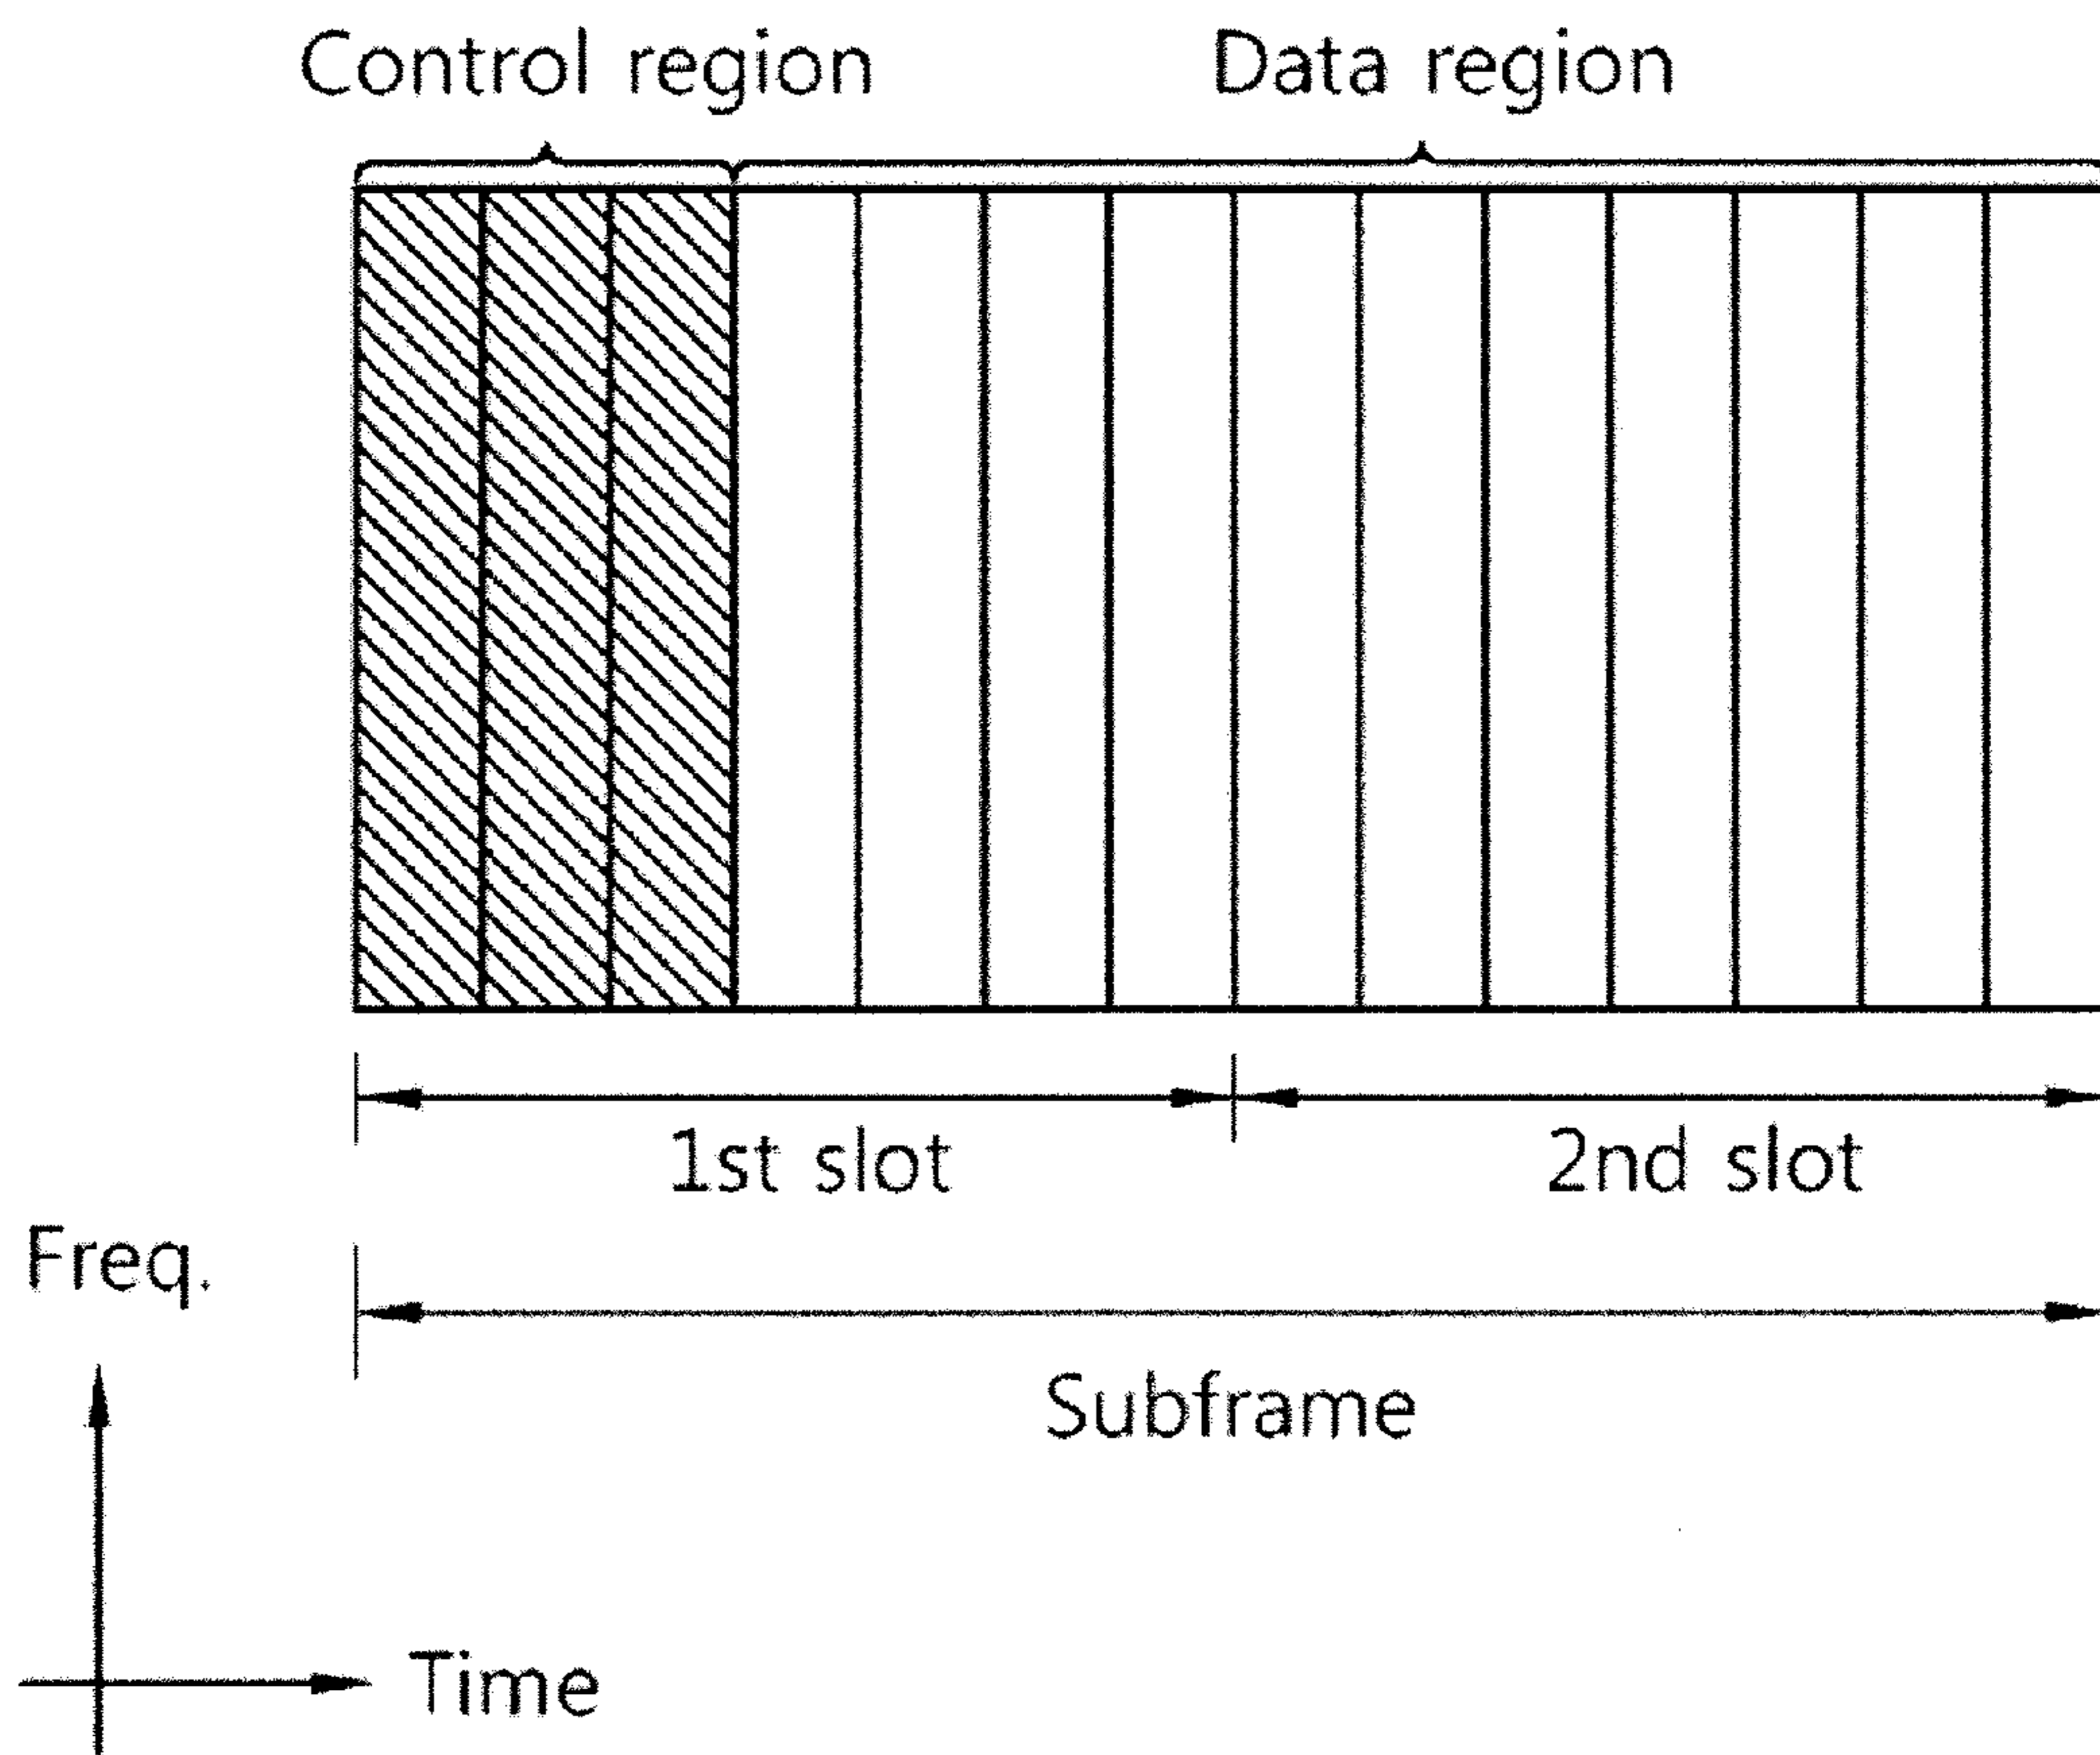 Control region
Data region
1st slot
2nd slot
Freq.
Subframe
Time